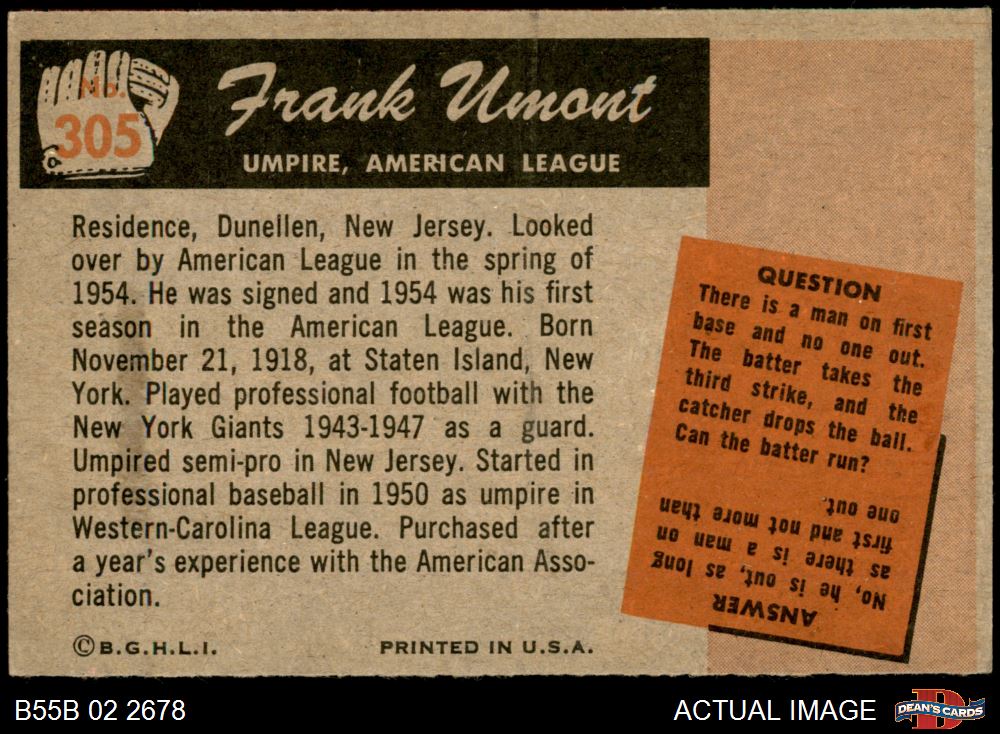 No.
305
Frank Umont
UMPIRE, AMERICAN LEAGUE
Residence, Dunellen, New Jersey. Looked
over by American League in the spring of
1954. He was signed and 1954 was his first
season in the American League. Born
November 21, 1918, at Staten Island, New
York. Played professional football with the
New York Giants 1943-1947 as a guard.
Umpired semi-pro in New Jersey. Started in
professional baseball in 1950 as umpire in
Western-Carolina League. Purchased after
a year's experience with the American Asso-
ciation.
©B.G.H.L.I.
PRINTED IN U.S.A.
QUESTION
There is a man on first
base and no one out.
The batter takes the
third strike, and the
catcher drops the ball.
Can the batter run?
ANSWER
No, he is out, as long
as there is a man on
first and not more than
one out.
B55B 02 2678
ACTUAL IMAGE
D
DEAN'S CARDS